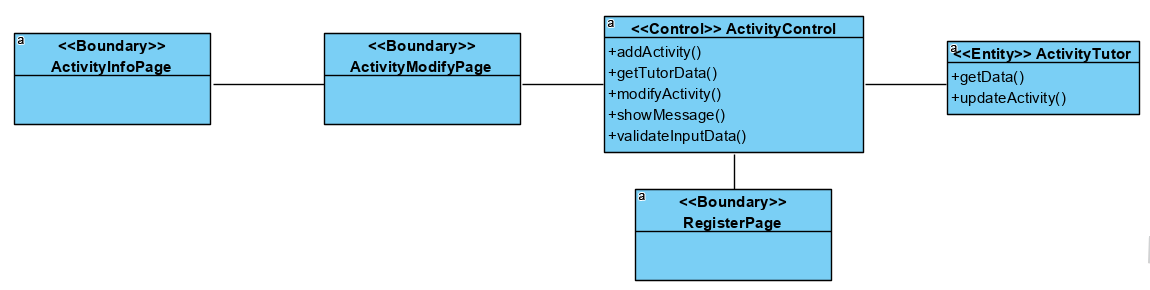 a
<<Boundary>>
ActivityInfoPage
a
<<Boundary>>
ActivityModifyPage
a
<<Control>> ActivityControl
+addActivity()
+getTutorData()
+modifyActivity()
+showMessage()
+validateInputData()
a
<<Entity>> ActivityTutor
+getData()
+updateActivity()
a
<<Boundary>>
RegisterPage